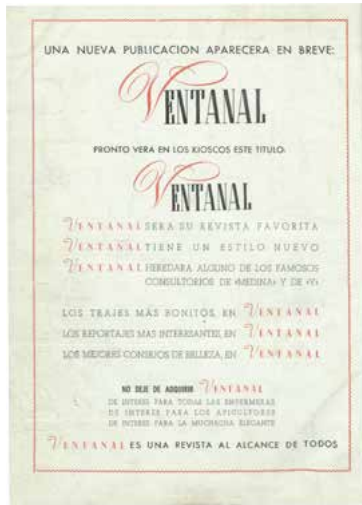 UNA NUEVA PUBLICACION APARECERA EN BREVE:
VENTANAL
PRONTO VERA EN LOS KIOSCOS ESTE TITULO:
VENTANAL
VENTANAL SERA SU REVISTA FAVORITA
VENTANAL TIENE UN ESTILO NUEVO
VENTANAL HEREDARA ALGUNO DE LOS FAMOSOS
CONSULTORIOS DE «MEDINA» Y DE «Y»
LOS TRAJES MÁS BONITOS, EN VENTANAL
LOS REPORTAJES MAS INTERESANTES, EN VENTANAL
LOS MEJORES CONSEJOS DE BELLEZA, EN VENTANAL
NO DEJE DE ADQUIRIR VENTANAL
DE INTERES PARA TODAS LAS ENFERMERAS
DE INTERES PARA LOS APICULTORES
DE INTERES PARA LA MUCHACHA ELEGANTE
VENTANAL ES UNA REVISTA AL ALCANCE DE TODOS